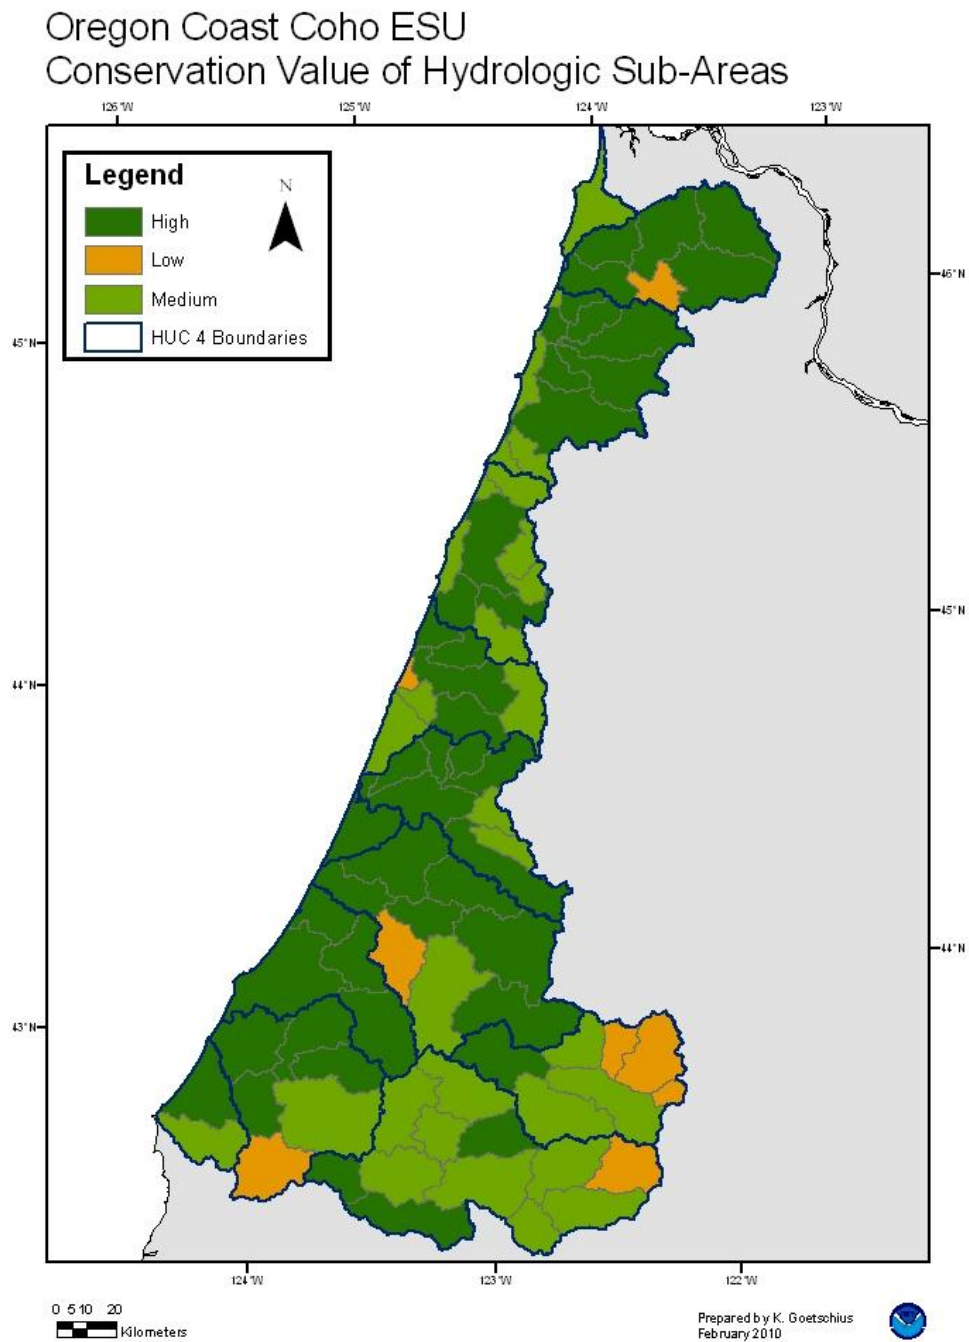 Oregon Coast Coho ESU
Conservation Value of Hydrologic Sub-Areas
126°W 125°W 124°W 123°W
Legend
N
High
Low
Medium
HUC 4 Boundaries
46°N
45°N
45°N
44°N
44°N
43°N
124°W 123°W 122°W
0 5 10 20
Kilometers
Prepared by K. Goetschius
February 2010